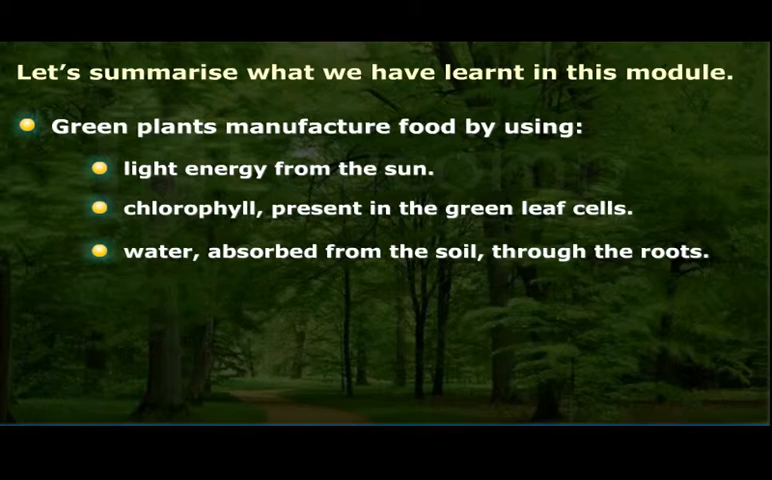 Let's summarise what we have learnt in this module.
Green plants manufacture food by using:
light energy from the sun.
chlorophyll, present in the green leaf cells.
water, absorbed from the soil, through the roots.